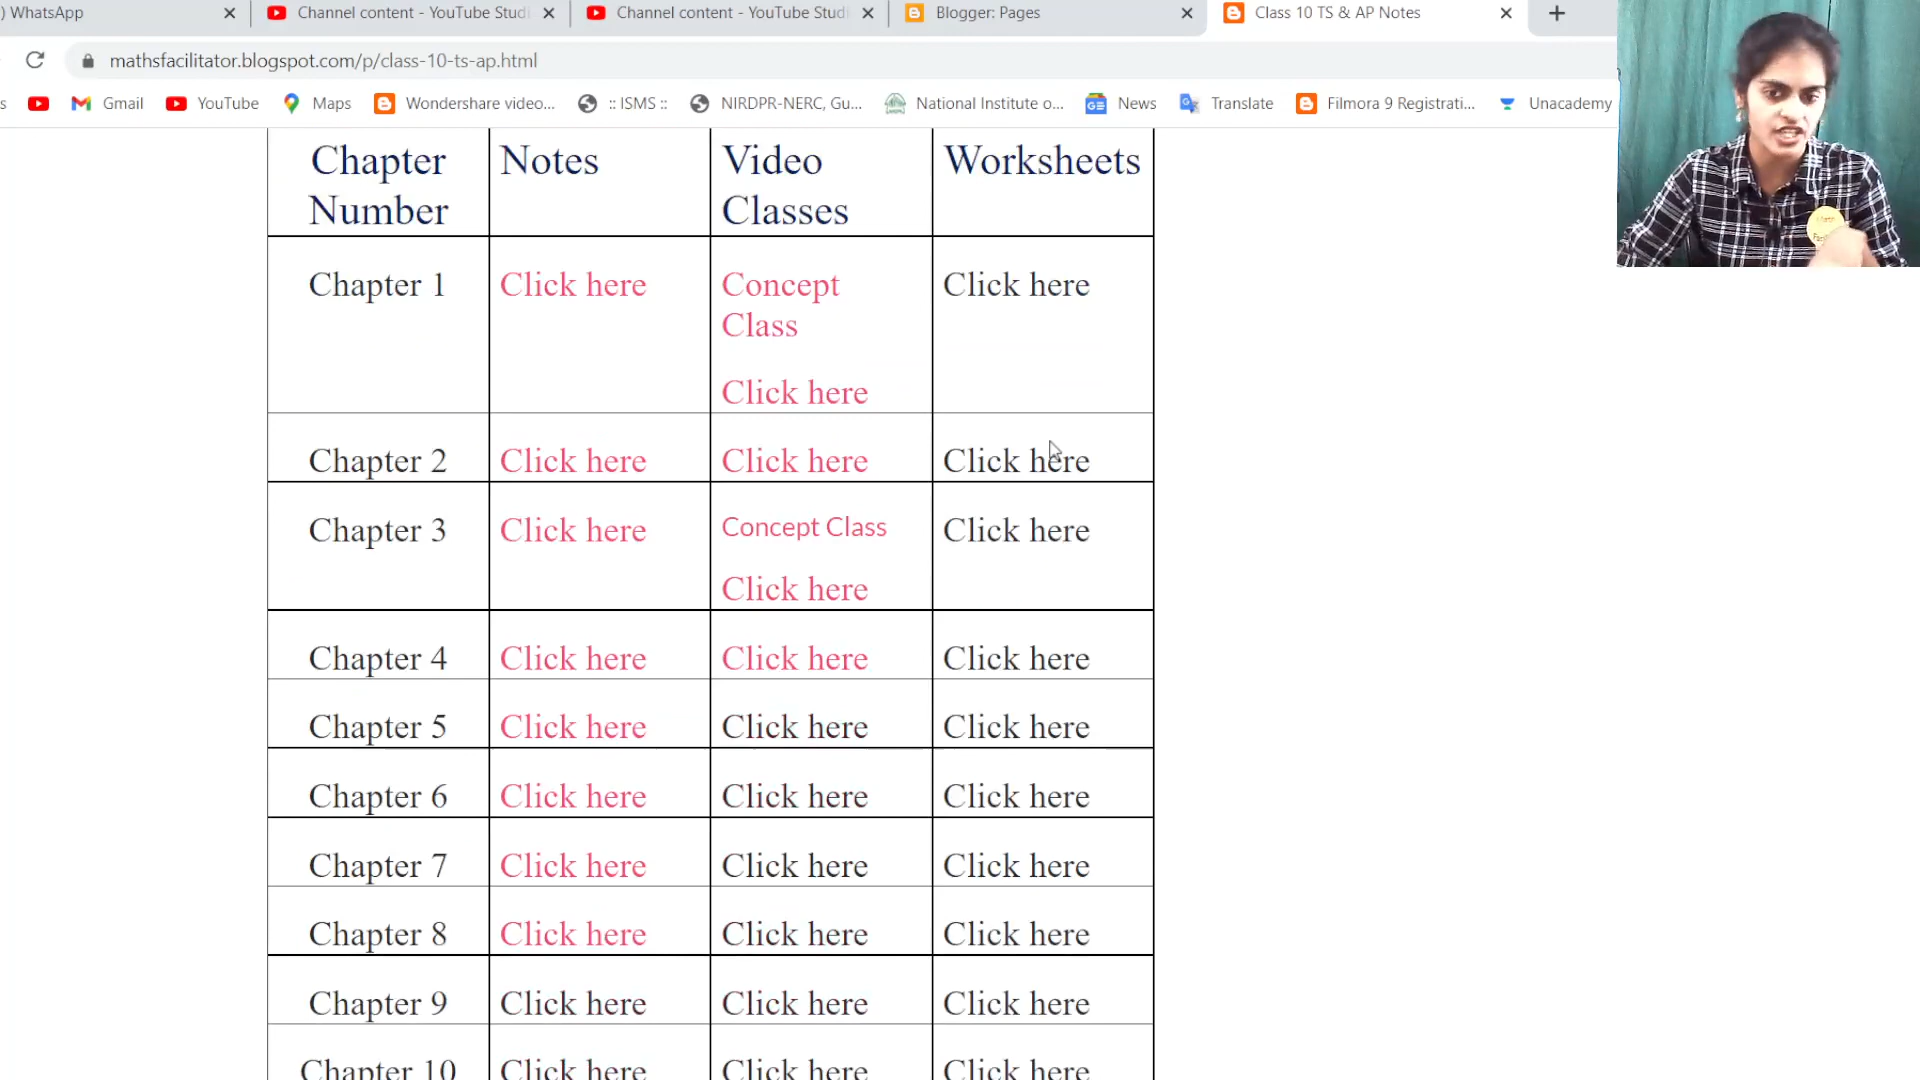 ) WhatsApp
Channel content - YouTube Studi
Channel content - YouTube Studi
Blogger: Pages
Class 10 TS & AP Notes
mathsfacilitator.blogspot.com/p/class-10-ts-ap.html
s
Gmail
YouTube
Maps
Wondershare video...
:: ISMS ::
NIRDPR-NERC, Gu...
National Institute o...
News
Translate
Filmora 9 Registrati...
Unacademy
Chapter Number
Notes
Video Classes
Worksheets
Chapter 1
Click here
Concept
Class
Click here
Click here
Chapter 2
Click here
Click here
Click here
Chapter 3
Click here
Concept Class
Click here
Click here
Chapter 4
Click here
Click here
Click here
Chapter 5
Click here
Click here
Click here
Chapter 6
Click here
Click here
Click here
Chapter 7
Click here
Click here
Click here
Chapter 8
Click here
Click here
Click here
Chapter 9
Click here
Click here
Click here
Chapter 10
Click here
Click here
Click here